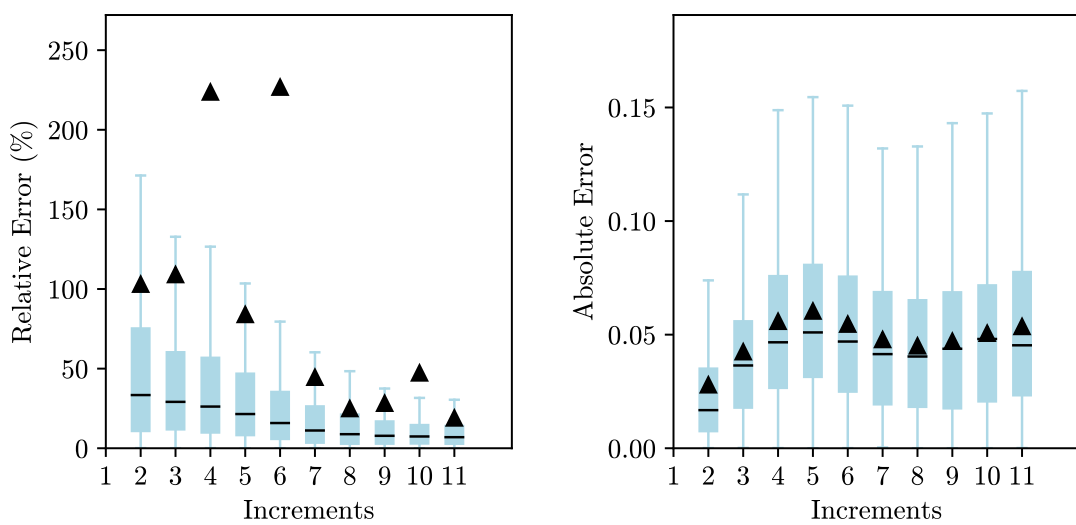 250
200
150
100
50
0
Relative Error (%)
1 2 3 4 5 6 7 8 9 10 11
Increments
0.15
0.10
0.05
0.00
Absolute Error
1 2 3 4 5 6 7 8 9 10 11
Increments